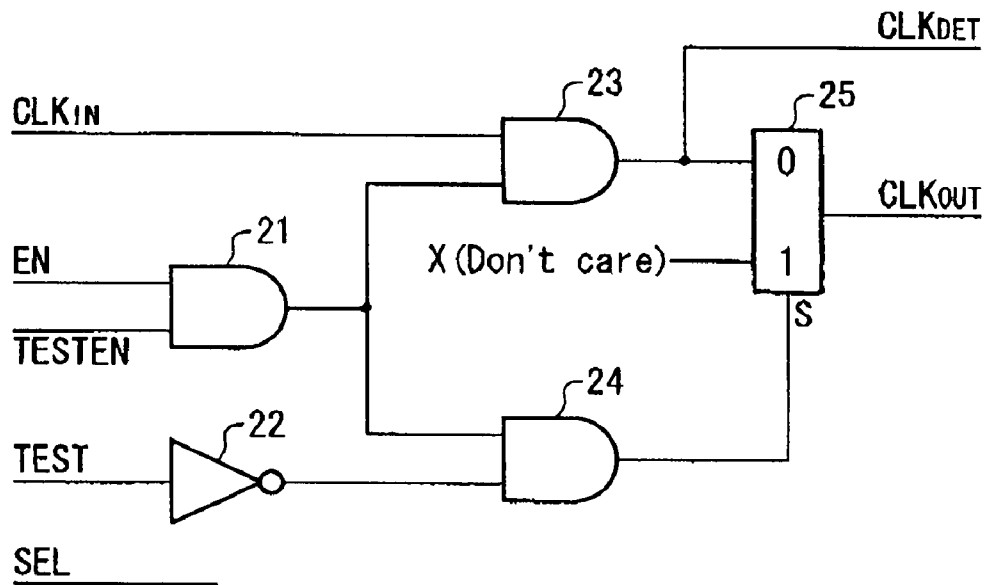 CLKDET
23
25
CLKIN
0
CLKOUT
21
EN
X(Don't care)
1
S
TESTEN
24
22
TEST
SEL